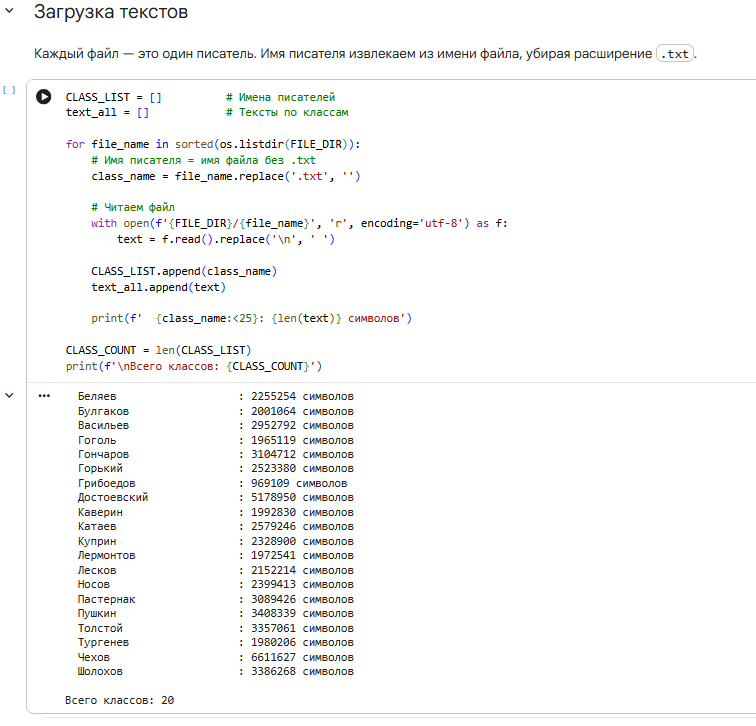 Загрузка текстов
Каждый файл — это один писатель. Имя писателя извлекаем из имени файла, убирая расширение .txt.
[ ]
CLASS_LIST = []          # Имена писателей
text_all = []            # Тексты по классам
for file_name in sorted(os.listdir(FILE_DIR)):
    # Имя писателя = имя файла без .txt
    class_name = file_name.replace('.txt', '')
    # Читаем файл
    with open(f'{FILE_DIR}/{file_name}', 'r', encoding='utf-8') as f:
        text = f.read().replace('\n', ' ')
    CLASS_LIST.append(class_name)
    text_all.append(text)
    print(f'  {class_name:<25}: {len(text)} символов')
CLASS_COUNT = len(CLASS_LIST)
print(f'\nВсего классов: {CLASS_COUNT}')
Беляев                   : 2255254 символов
Булгаков                 : 2001064 символов
Васильев                 : 2952792 символов
Гоголь                   : 1965119 символов
Гончаров                 : 3104712 символов
Горький                  : 2523380 символов
Грибоедов                : 969109 символов
Достоевский              : 5178950 символов
Каверин                  : 1992830 символов
Катаев                   : 2579246 символов
Куприн                   : 2328900 символов
Лермонтов                : 1972541 символов
Лесков                   : 2152214 символов
Носов                    : 2399413 символов
Пастернак                : 3089426 символов
Пушкин                   : 3408339 символов
Толстой                  : 3357061 символов
Тургенев                 : 1980206 символов
Чехов                    : 6611627 символов
Шолохов                  : 3386268 символов
Всего классов: 20